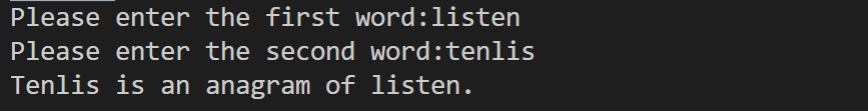 Please enter the first word:listen
Please enter the second word:tenlis
Tenlis is an anagram of listen.